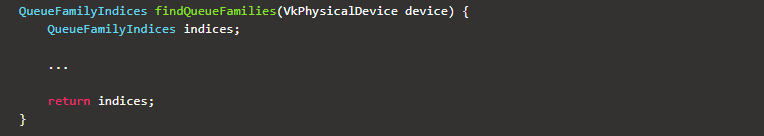 QueueFamilyIndices findQueueFamilies(VkPhysicalDevice device) {
    QueueFamilyIndices indices;
    ...
    return indices;
}